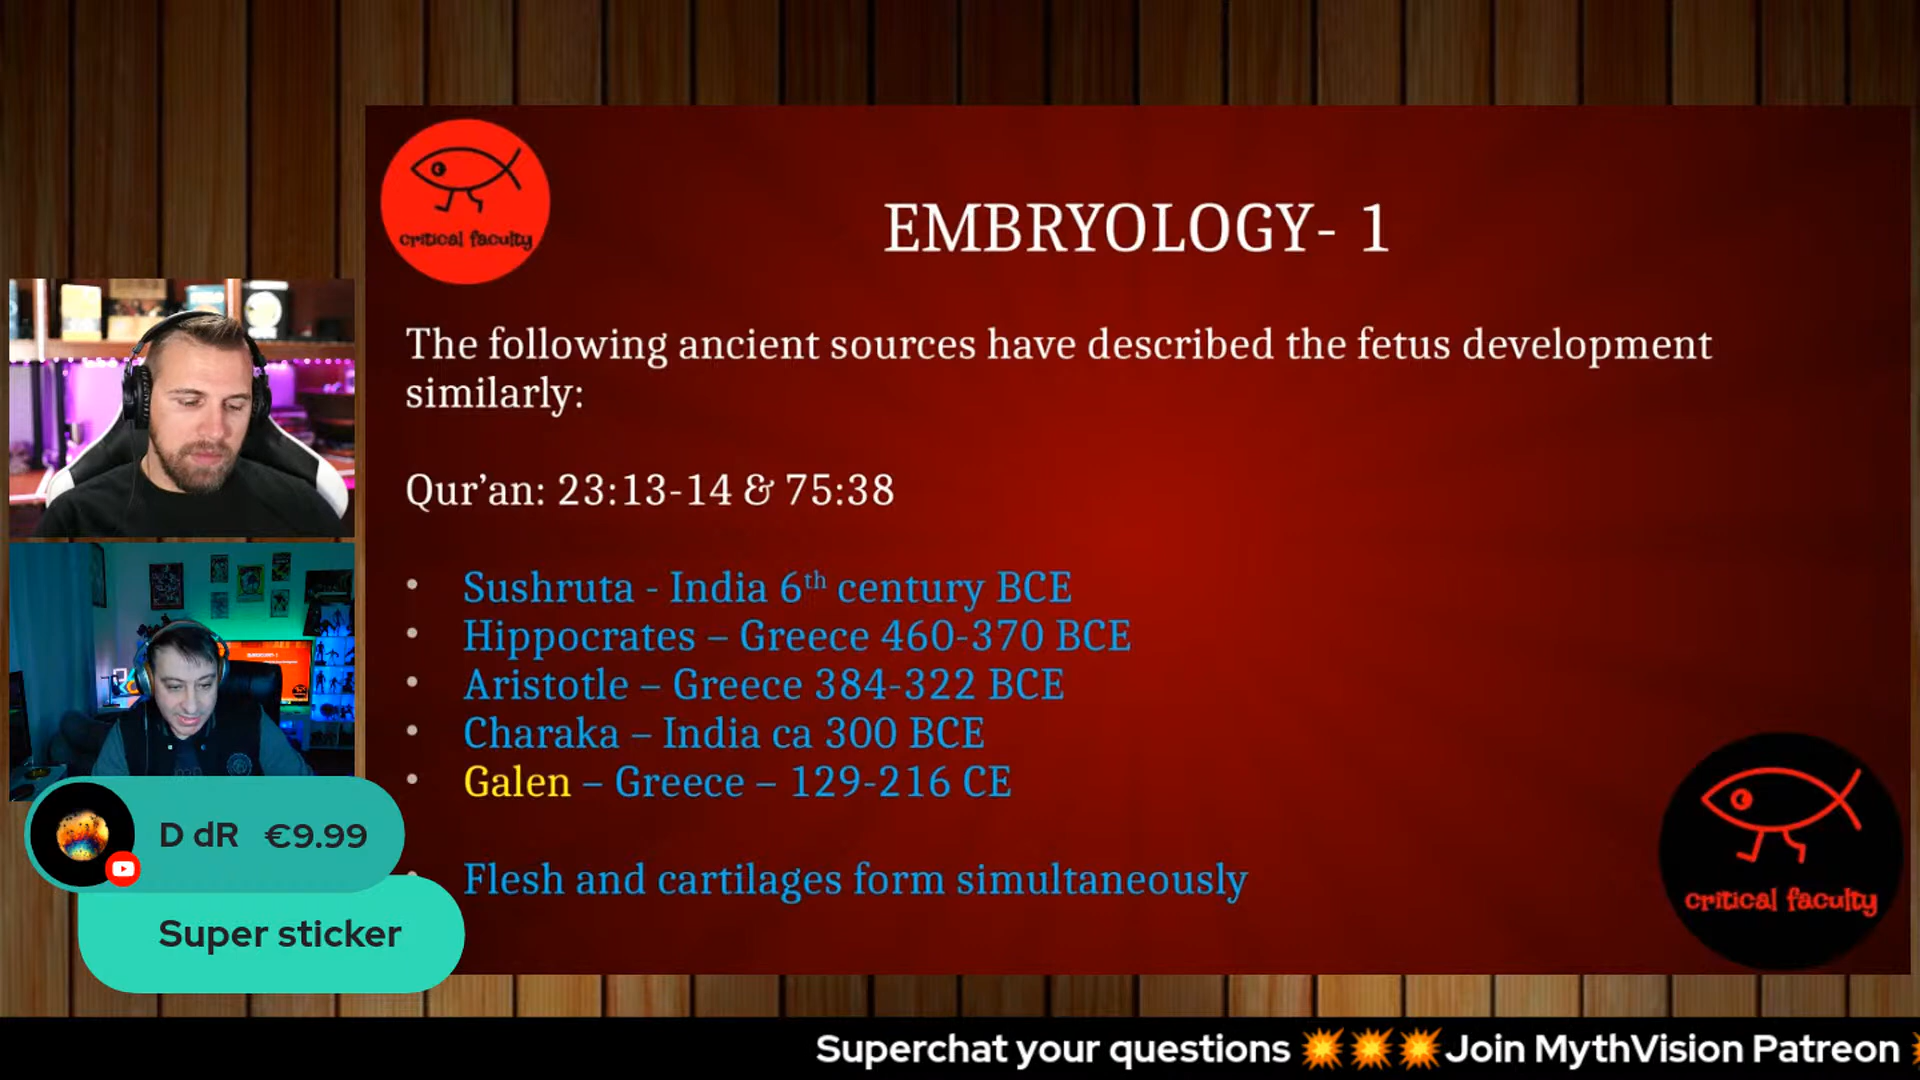 critical faculty
EMBRYOLOGY- 1
The following ancient sources have described the fetus development
similarly:
Qur’an: 23:13-14 & 75:38
• Sushruta - India 6th century BCE
• Hippocrates – Greece 460-370 BCE
• Aristotle – Greece 384-322 BCE
• Charaka – India ca 300 BCE
• Galen – Greece – 129-216 CE
• Flesh and cartilages form simultaneously
critical faculty
D dR €9.99
Super sticker
Superchat your questions 💥💥💥Join MythVision Patreon